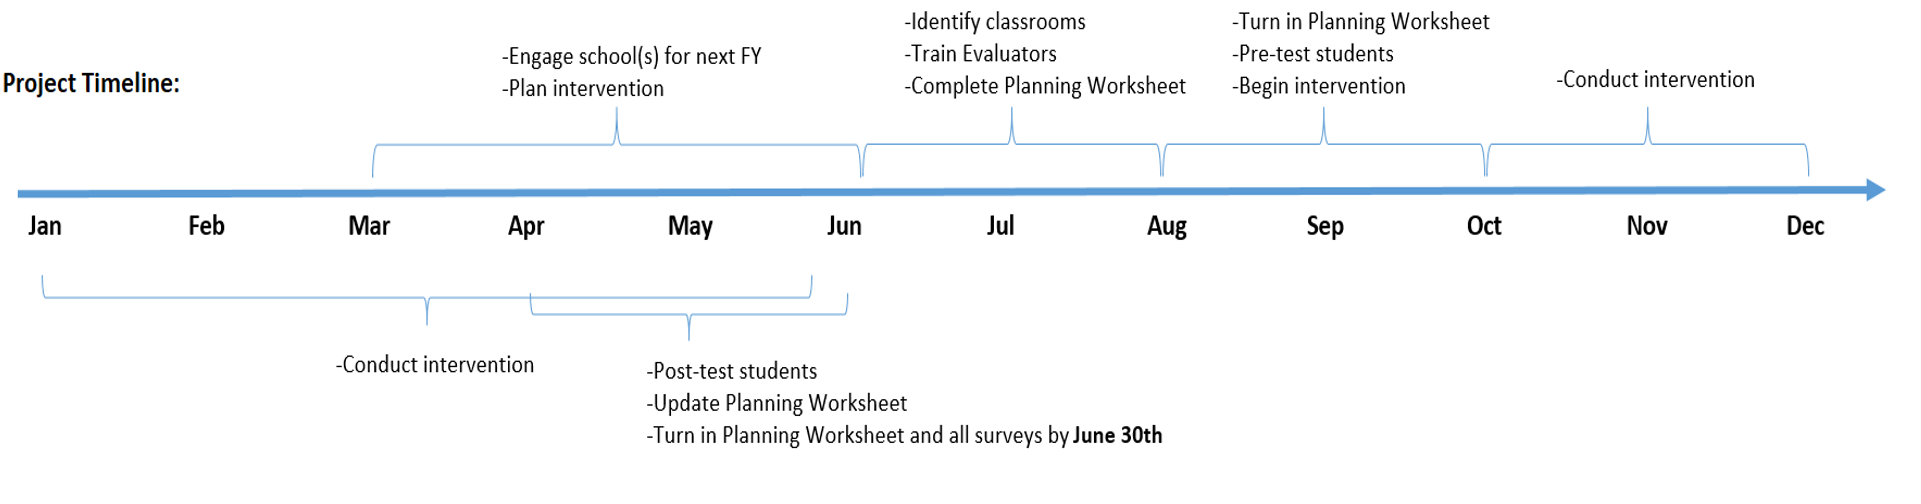 Project Timeline:
-Engage school(s) for next FY
-Plan intervention
-Identify classrooms
-Train Evaluators
-Complete Planning Worksheet
-Turn in Planning Worksheet
-Pre-test students
-Begin intervention
-Conduct intervention
Jan Feb Mar Apr May Jun Jul Aug Sep Oct Nov Dec
-Conduct intervention
-Post-test students
-Update Planning Worksheet
-Turn in Planning Worksheet and all surveys by June 30th